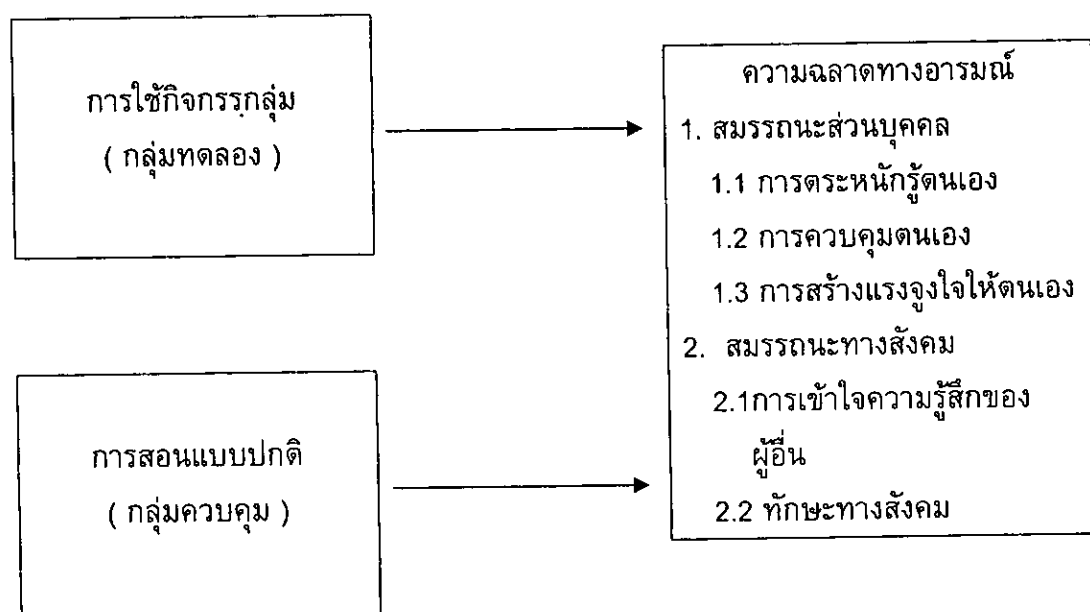 การใช้กิจกรรกลุ่ม
( กลุ่มทดลอง )
ความฉลาดทางอารมณ์
1. สมรรถนะส่วนบุคคล
1.1 การตระหนักรู้ตนเอง
1.2 การควบคุมตนเอง
1.3 การสร้างแรงจูงใจให้ตนเอง
2. สมรรถนะทางสังคม
2.1การเข้าใจความรู้สึกของ
ผู้อื่น
2.2 ทักษะทางสังคม
การสอนแบบปกติ
( กลุ่มควบคุม )